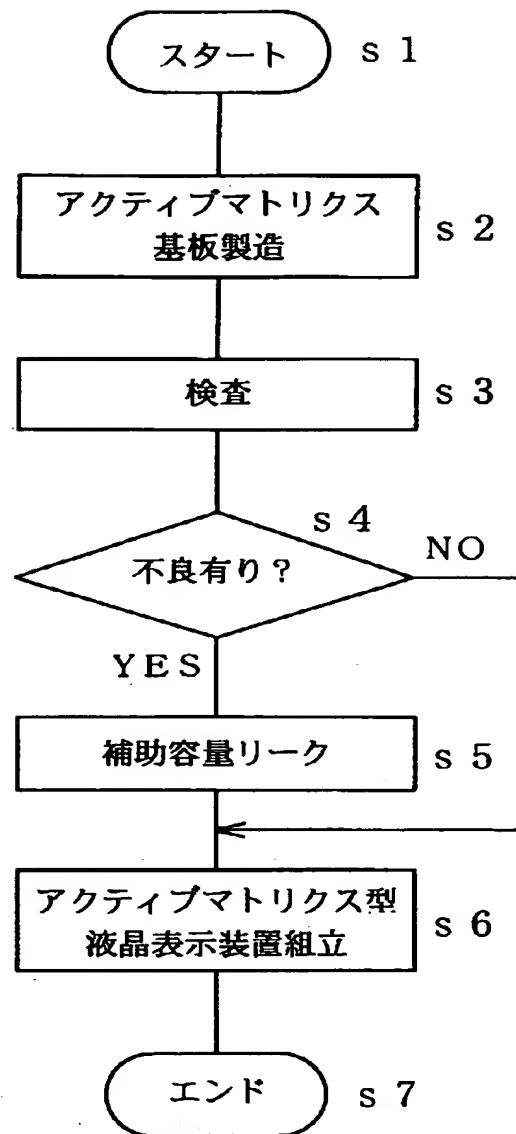 スタート s 1
アクティブマトリクス
基板製造 s 2
検査 s 3
s 4
不良有り？ NO
YES
補助容量リーク s 5
アクティブマトリクス型
液晶表示装置組立 s 6
エンド s 7